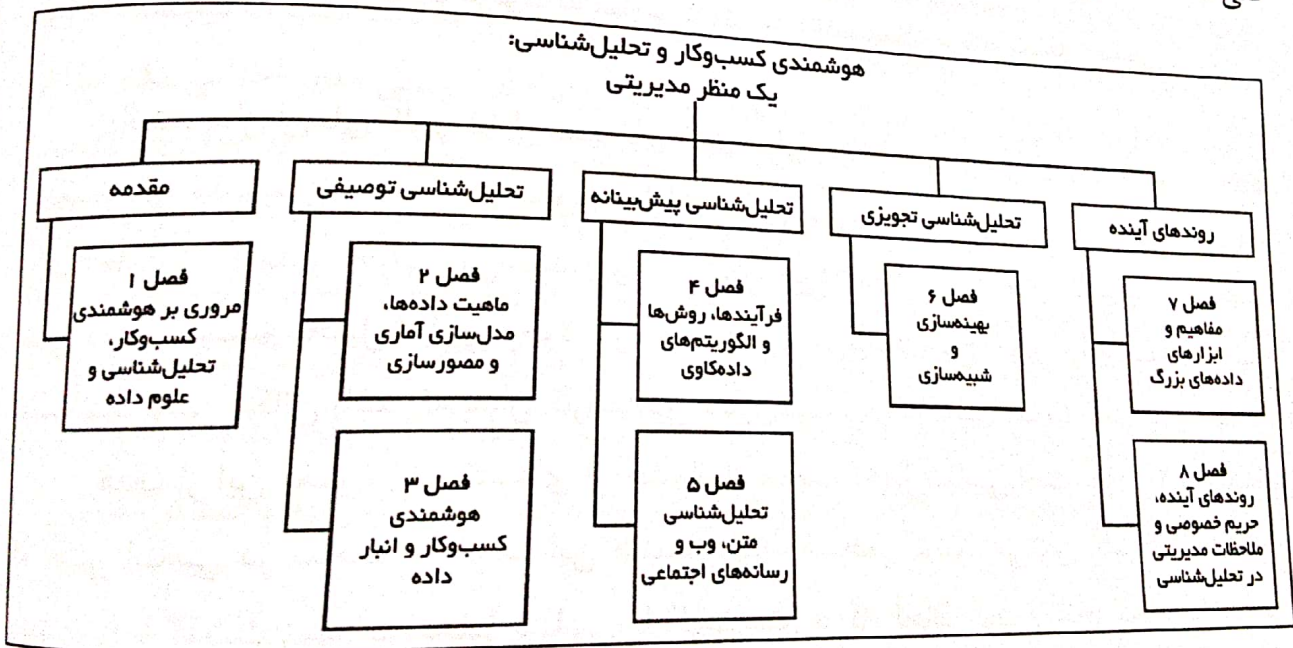 هوشمندی کسب‌وکار و تحلیل‌شناسی:
یک منظر مدیریتی
مقدمه
فصل ۱
مروری بر هوشمندی
کسب‌وکار،
تحلیل‌شناسی و
علوم داده
تحلیل‌شناسی توصیفی
فصل ۲
ماهیت داده‌ها،
مدل‌سازی آماری
و مصورسازی
فصل ۳
هوشمندی
کسب‌وکار و انبار
داده
تحلیل‌شناسی پیش‌بینانه
فصل ۴
فرآیندها، روش‌ها
و الگوریتم‌های
داده‌کاوی
فصل ۵
تحلیل‌شناسی
متن، وب و
رسانه‌های اجتماعی
تحلیل‌شناسی تجویزی
فصل ۶
بهینه‌سازی
و
شبیه‌سازی
روندهای آینده
فصل ۷
مفاهیم و
ابزارهای
داده‌های بزرگ
فصل ۸
روندهای آینده،
حریم خصوصی و
ملاحظات مدیریتی
در تحلیل‌شناسی